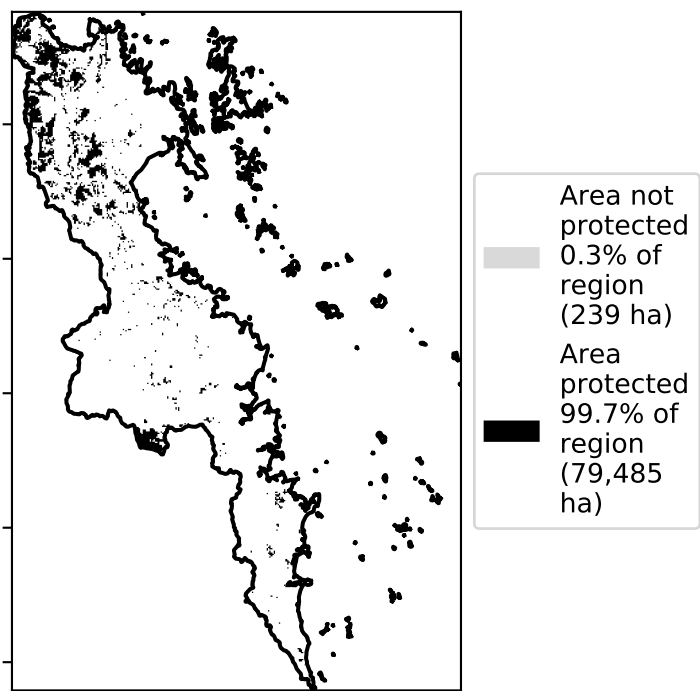 Area not
protected
0.3% of
region
(239 ha)
Area
protected
99.7% of
region
(79,485
ha)